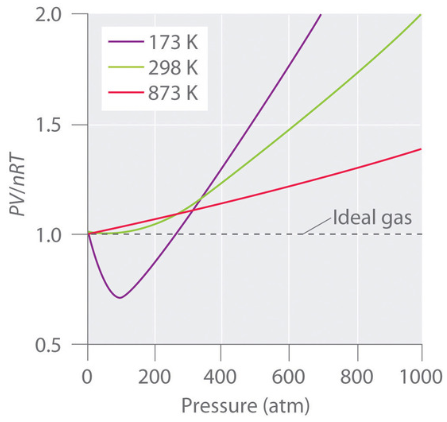 2.0
173 K
298 K
873 K
1.5
PV/nRT
Ideal gas
1.0
0.5
0 200 400 600 800 1000
Pressure (atm)